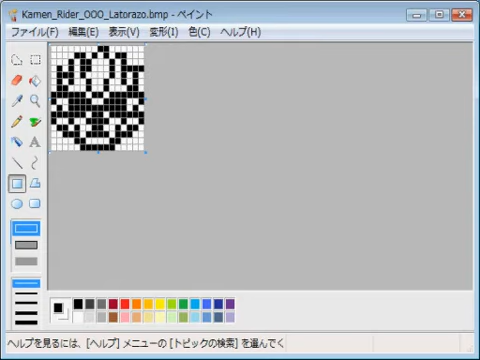 Kamen_Rider_OOO_Latorazo.bmp - ペイント
ファイル(F) 編集(E) 表示(V) 変形(I) 色(C) ヘルプ(H)
A
ヘルプを見るには、[ヘルプ] メニューの [トピックの検索] を選んでく